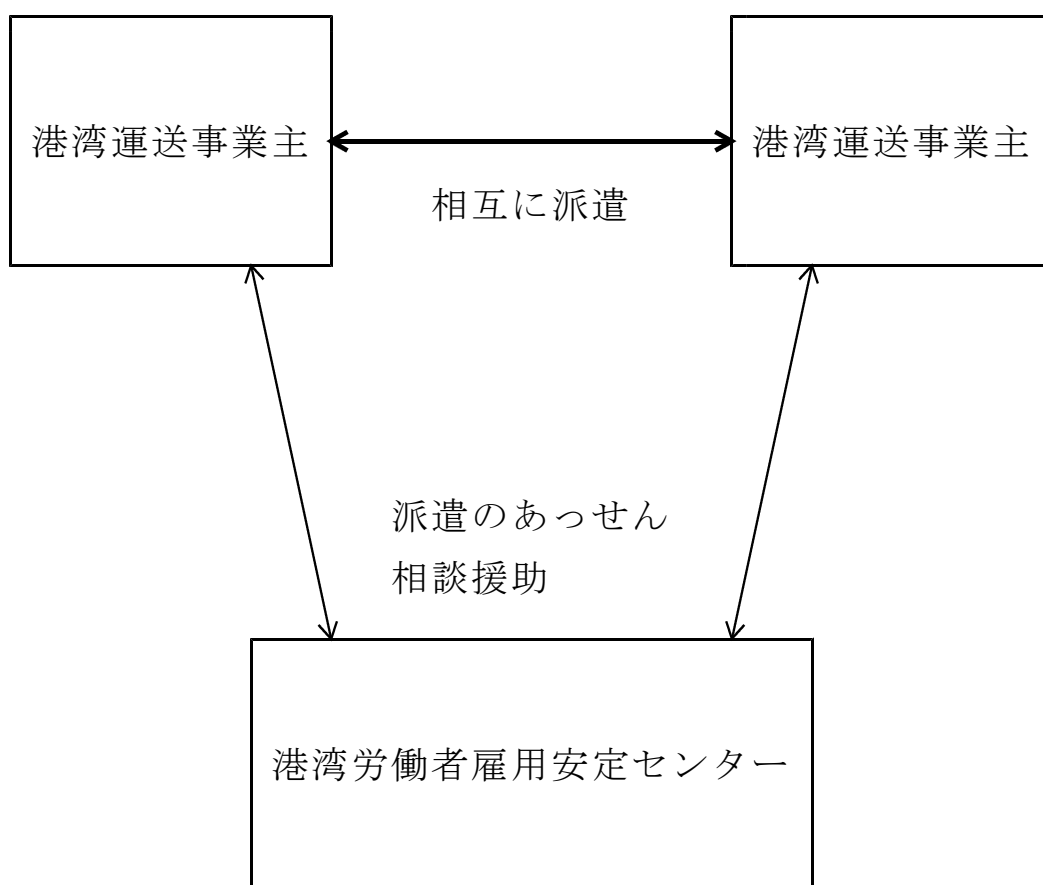 港湾運送事業主
港湾運送事業主
相互に派遣
派遣のあっせん
相談援助
港湾労働者雇用安定センター